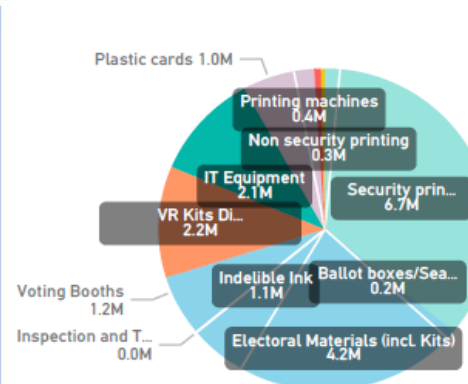 Plastic cards 1.0M
Printing machines
0.4M
Non security printing
0.3M
IT Equipment
2.1M
Security prin...
6.7M
VR Kits Di...
2.2M
Indelible Ink
1.1M
Ballot boxes/Sea...
0.2M
Voting Booths
1.2M
Inspection and T...
0.0M
Electoral Materials (incl. Kits)
4.2M